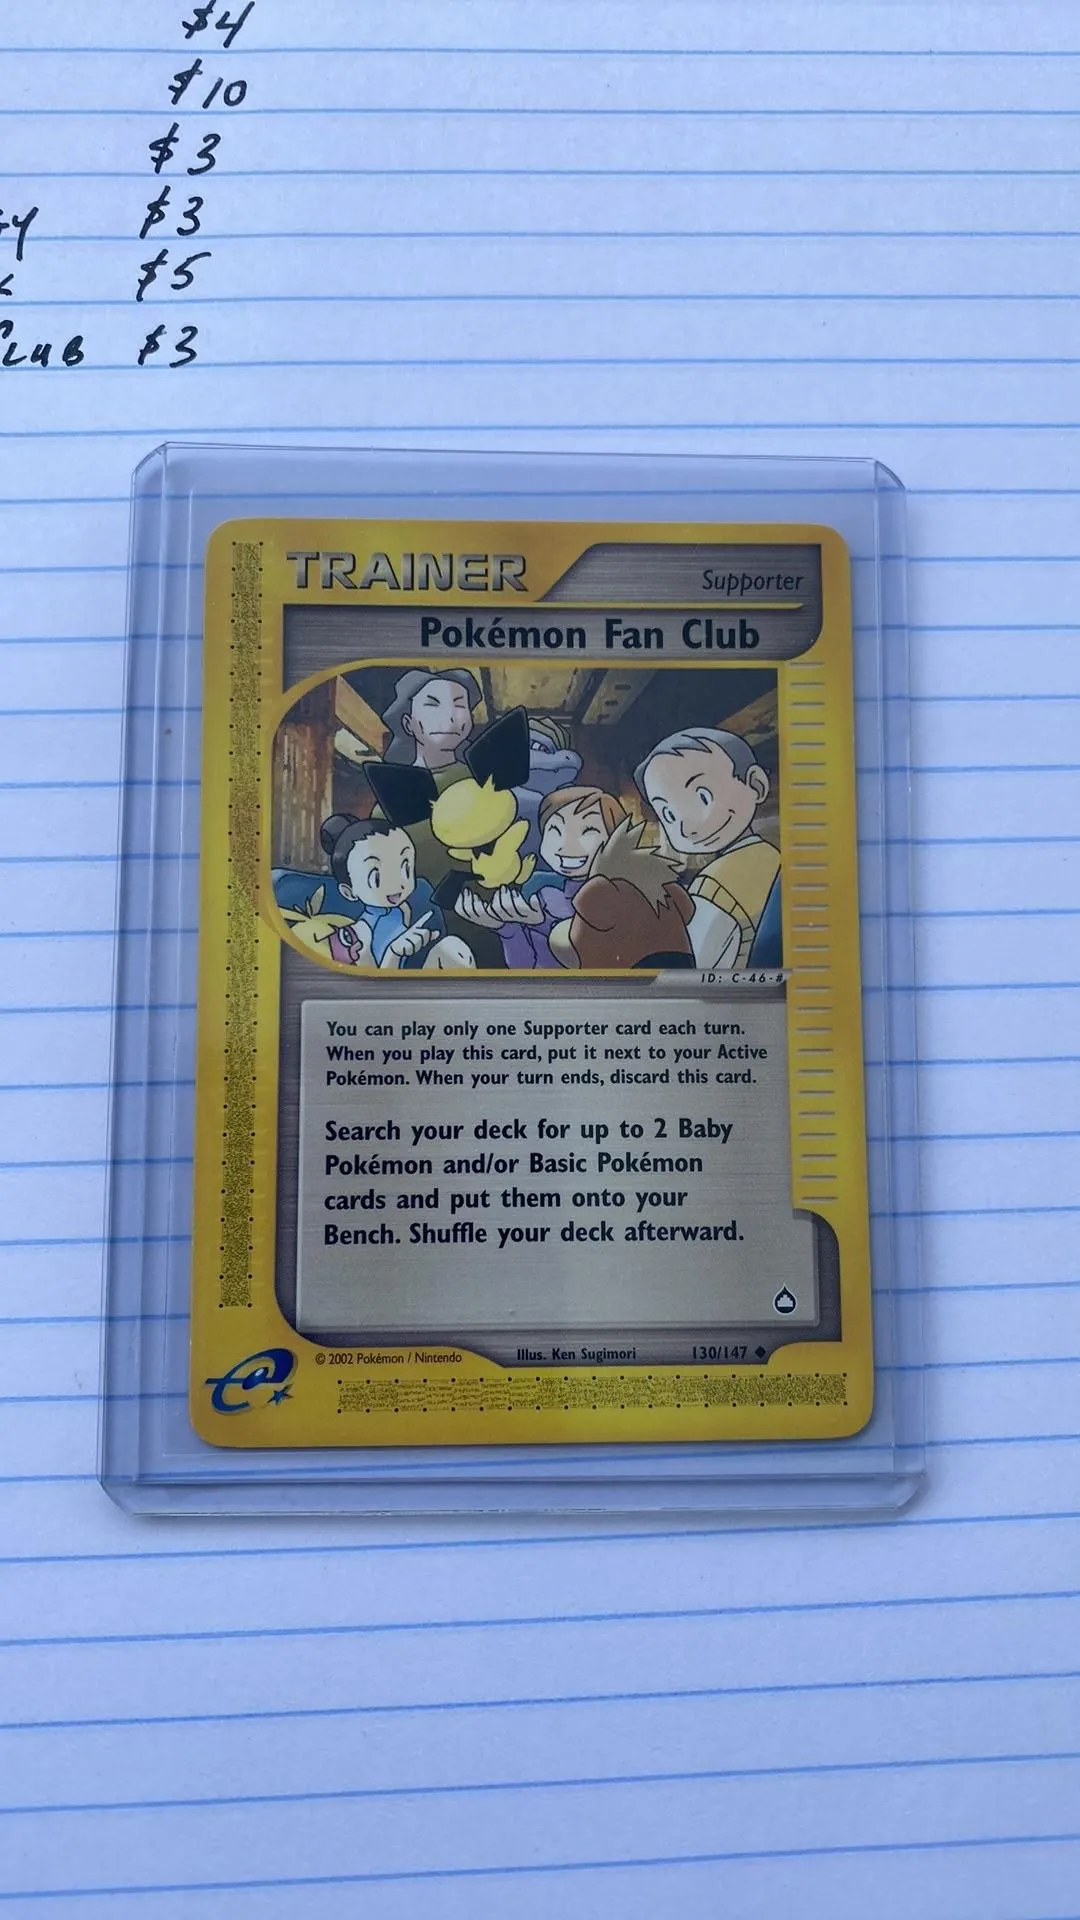 $4
$10
$3
$3
$5
CLUB $3
TRAINER
Supporter
Pokémon Fan Club
ID: C-46-#
You can play only one Supporter card each turn.
When you play this card, put it next to your Active
Pokémon. When your turn ends, discard this card.
Search your deck for up to 2 Baby
Pokémon and/or Basic Pokémon
cards and put them onto your
Bench. Shuffle your deck afterward.
© 2002 Pokémon / Nintendo Illus. Ken Sugimori 130/147